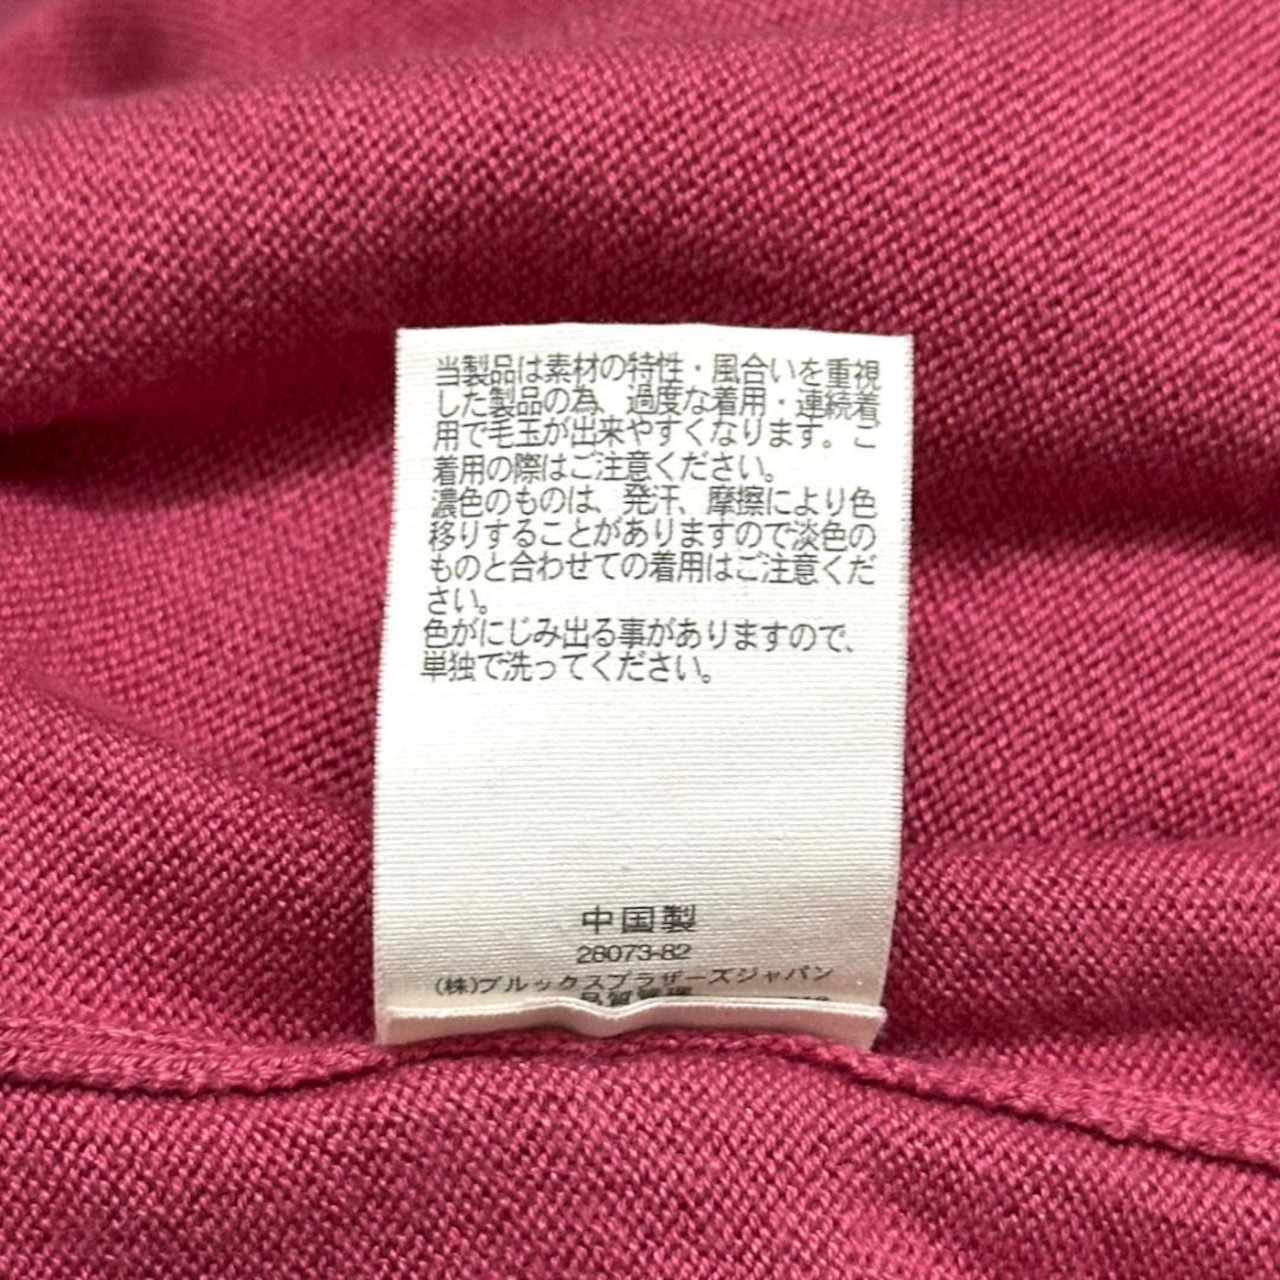 当製品は素材の特性・風合いを重視
した製品の為、過度な着用・連続着
用で毛玉が出来やすくなります。ご
着用の際はご注意ください。
濃色のものは、発汗、摩擦により色
移りすることがありますので淡色の
ものと合わせての着用はご注意くだ
さい。
色がにじみ出る事がありますので、
単独で洗ってください。
中国製
28073-82
(株)ブルックスブラザーズジャパン
品質管理